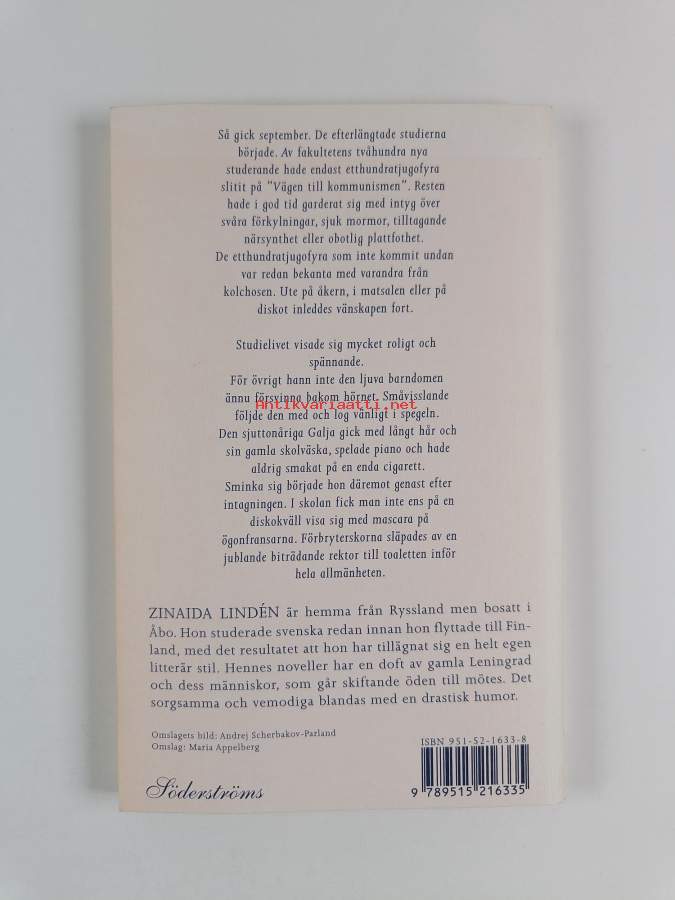 Så gick september. De efterlängtade studierna
började. Av fakultetens tvåhundra nya
studerande hade endast etthundratjugofyra
slitit på "Vägen till kommunismen". Resten
hade i god tid garderat sig med intyg över
svåra förkylningar, sjuk mormor, tilltagande
närsynthet eller obotlig plattfothet.
De etthundratjugofyra som inte kommit undan
var redan bekanta med varandra från
kolchosen. Ute på åkern, i matsalen eller på
diskot inleddes vänskapen fort.
Studielivet visade sig mycket roligt och
spännande.
För övrigt hann inte den ljuva barndomen
ännu försvinna bakom hörnet. Småvisslande
Antikvariaatti.net
följde den med och log vänligt i spegeln.
Den sjuttonåriga Galja gick med långt hår och
sin gamla skolväska, spelade piano och hade
aldrig smakat på en enda cigarett.
Sminka sig började hon däremot genast efter
intagningen. I skolan fick man inte ens på en
diskokväll visa sig med mascara på
ögonfransarna. Förbryterskorna släpades av en
jublande biträdande rektor till toaletten inför
hela allmänheten.
ZINAIDA LINDÉN är hemma från Ryssland men bosatt i
Åbo. Hon studerade svenska redan innan hon flyttade till Fin-
land, med det resultatet att hon har tillägnat sig en helt egen
litterär stil. Hennes noveller har en doft av gamla Leningrad
och dess människor, som går skiftande öden till mötes. Det
sorgsamma och vemodiga blandas med en drastisk humor.
Omslagets bild: Andrej Scherbakov-Parland
Omslag: Maria Appelberg
Söderströms
ISBN 951-52-1633-8
9 789515 216335